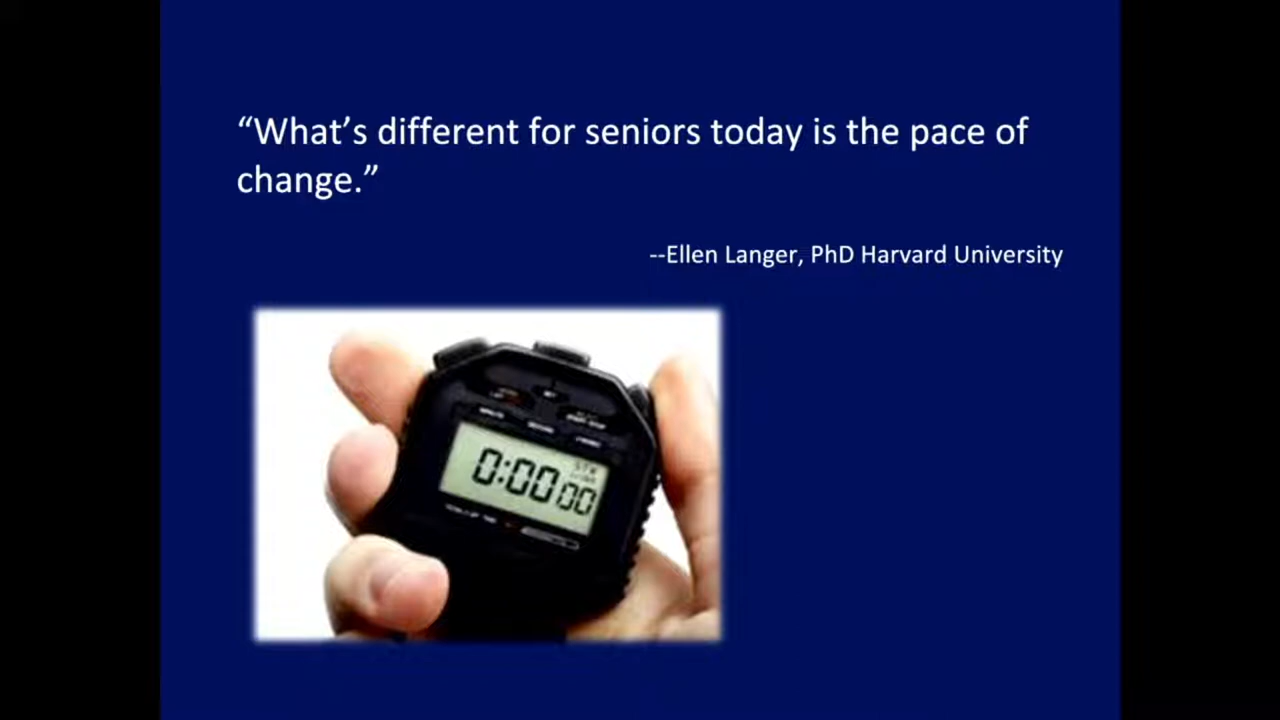 “What’s different for seniors today is the pace of
change.”
--Ellen Langer, PhD Harvard University
0:00 00